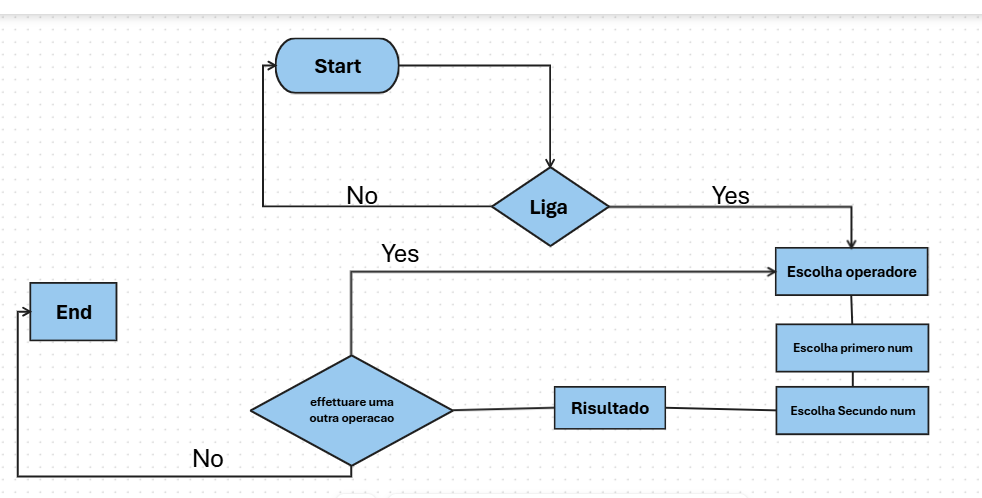 Start
No
Liga
Yes
Yes
Escolha operadore
End
Escolha primero num
effettuare uma
outra operacao
Risultado
Escolha Secundo num
No